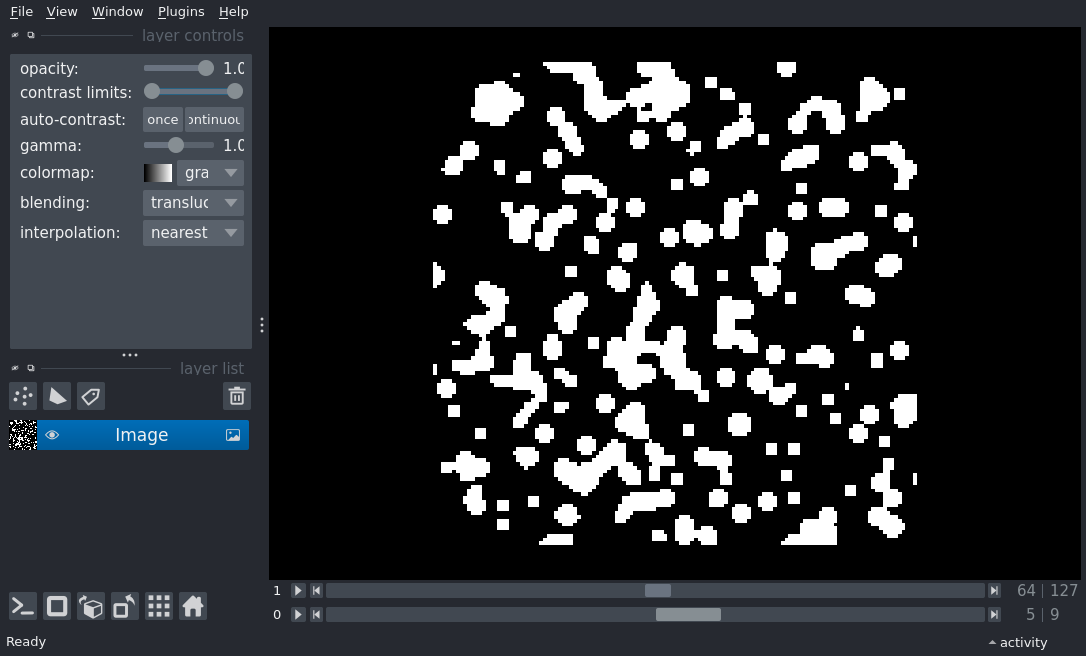 File View Window Plugins Help
layer controls
opacity: 1.0
contrast limits:
auto-contrast: once ontinuou
gamma: 1.0
colormap: gra
blending: transluc
interpolation: nearest
layer list
Image
1 64 127
0 5 9
Ready activity